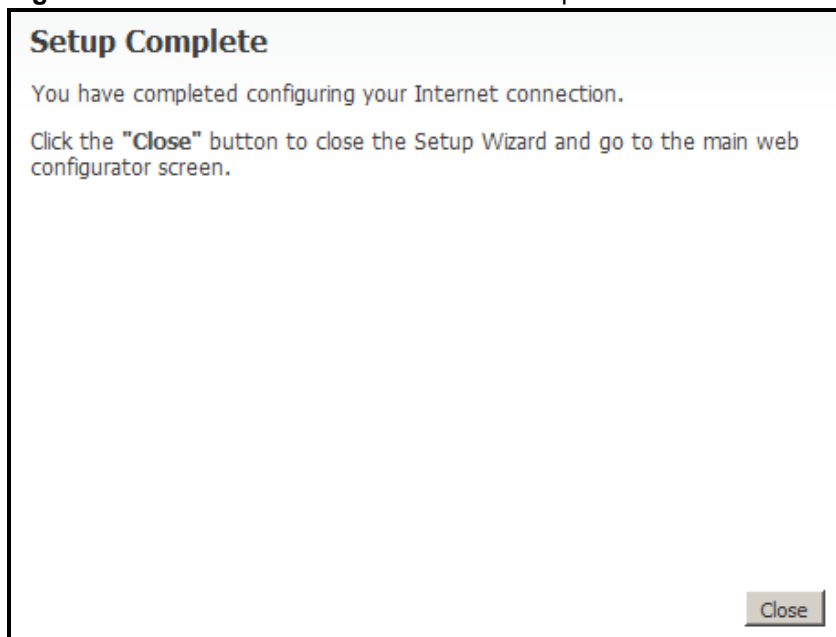 Setup Complete
You have completed configuring your Internet connection.
Click the "Close" button to close the Setup Wizard and go to the main web
configurator screen.
Close